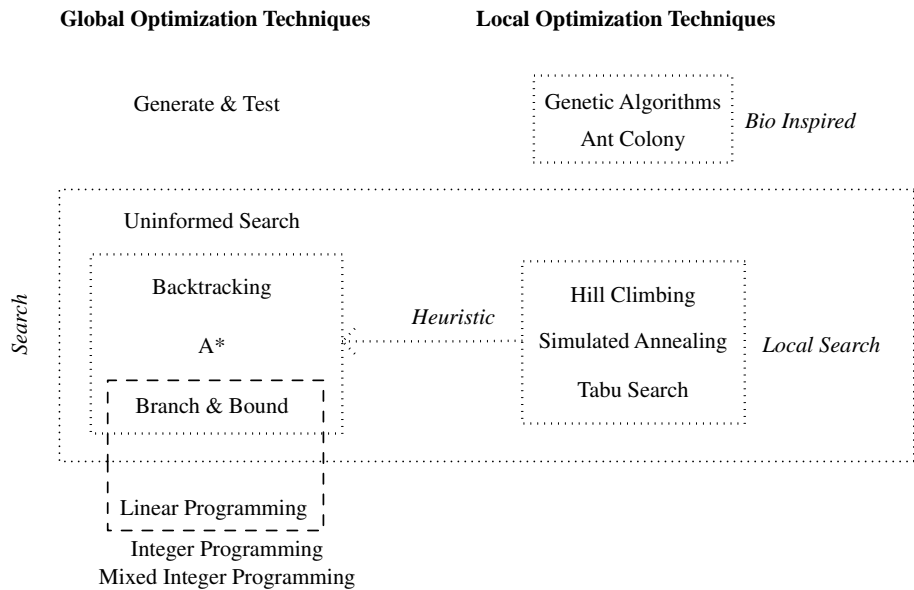 Global Optimization Techniques
Local Optimization Techniques
Generate & Test
Genetic Algorithms
Ant Colony
Bio Inspired
Search
Uninformed Search
Backtracking
A*
Branch & Bound
Heuristic
Hill Climbing
Simulated Annealing
Tabu Search
Local Search
Linear Programming
Integer Programming
Mixed Integer Programming